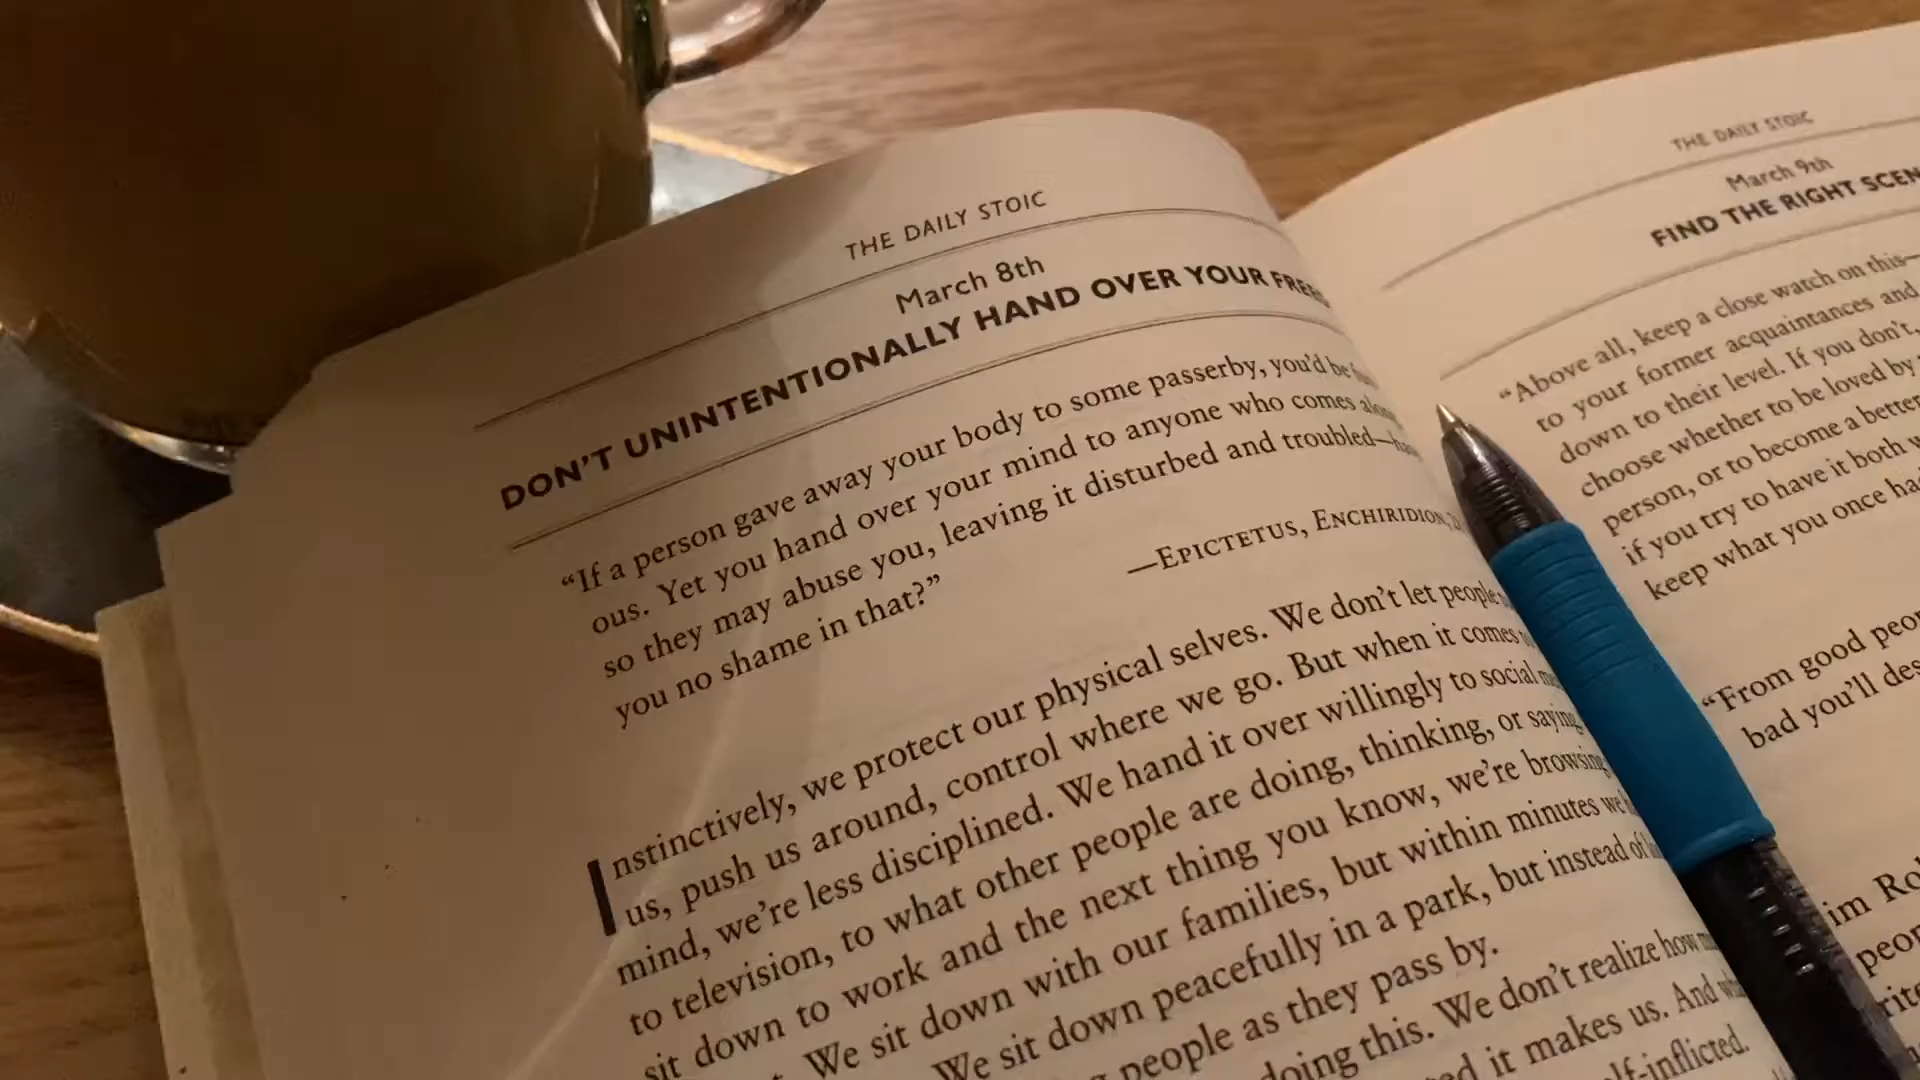 THE DAILY STOIC
March 8th
DON'T UNINTENTIONALLY HAND OVER YOUR
“If a person gave away your body to some passerby, you'd be
ous. Yet you hand over your mind to anyone who comes
so they may abuse you, leaving it disturbed and troubled—
you no shame in that?”
—EPICTETUS, ENCHIRIDION,
Instinctively, we protect our physical selves. We don't let people
us, push us around, control where we go. But when it comes
mind, we're less disciplined. We hand it over willingly to social
to television, to what other people are doing, thinking, or saying.
sit down to work and the next thing you know, we're browsing
We sit down with our families, but within minutes we
We sit down peacefully in a park, but instead of
people as they pass by.
doing this. We don't realize how
it makes us. And
THE DAILY STOIC
March 9th
FIND THE RIGHT
“Above all, keep a close watch on this—
to your former acquaintances and
down to their level. If you don't,
choose whether to be loved by
person, or to become a better
if you try to have it both
keep what you once had
“From good
bad you'll